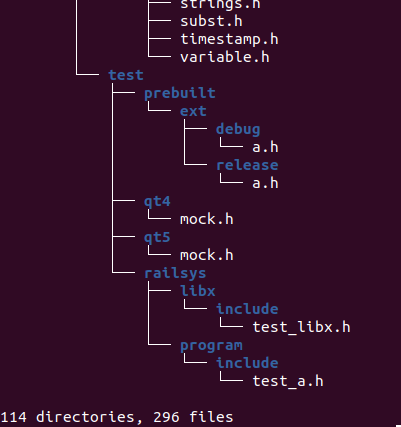 strings.h
subst.h
timestamp.h
variable.h
test
prebuilt
ext
debug
a.h
release
a.h
qt4
mock.h
qt5
mock.h
railsys
libx
include
test_libx.h
program
include
test_a.h
114 directories, 296 files